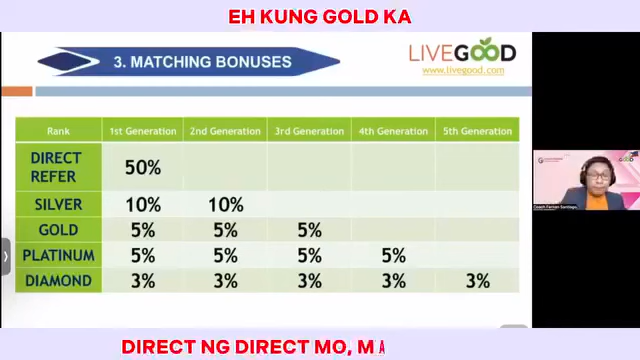 EH KUNG GOLD KA
3. MATCHING BONUSES
LIVEGOOD
www.livegood.com
Rank 1st Generation 2nd Generation 3rd Generation 4th Generation 5th Generation
DIRECT REFER 50%
SILVER 10% 10%
GOLD 5% 5% 5%
PLATINUM 5% 5% 5% 5%
DIAMOND 3% 3% 3% 3% 3%
DIRECT NG DIRECT MO, MA